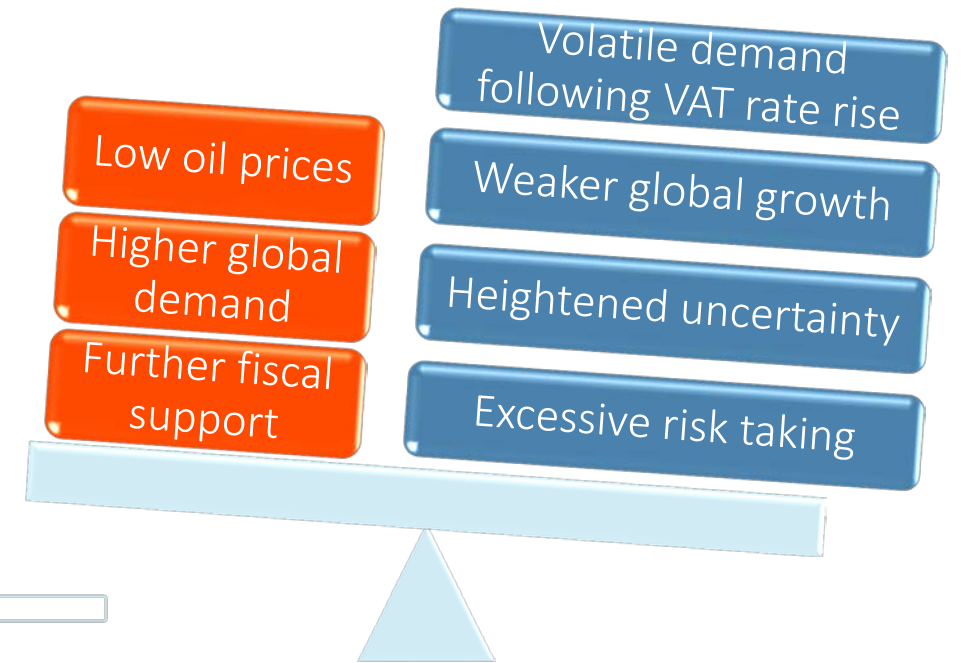 Low oil prices
Higher global
demand
Further fiscal
support
Volatile demand
following VAT rate rise
Weaker global growth
Heightened uncertainty
Excessive risk taking